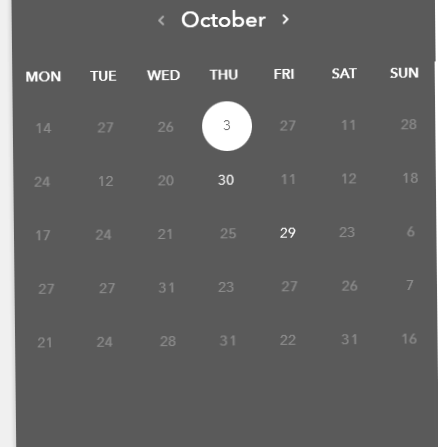 ‹ October ›
MON TUE WED THU FRI SAT SUN
14 27 26 3 27 11 28
24 12 20 30 11 12 18
17 24 21 25 29 23 6
27 27 31 23 27 26 7
21 24 28 31 22 31 16